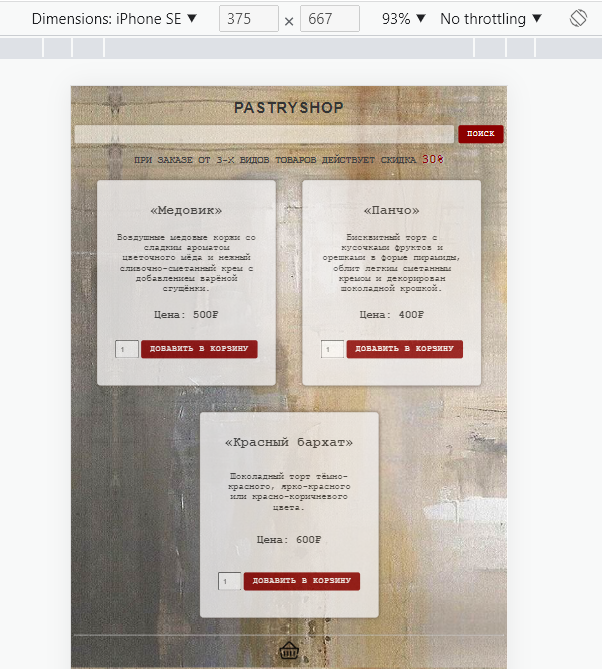 Dimensions: iPhone SE ▼ 375 × 667 93% ▼ No throttling ▼
PASTRYSHOP
ПОИСК
ПРИ ЗАКАЗЕ ОТ 3-Х ВИДОВ ТОВАРОВ ДЕЙСТВУЕТ СКИДКА 30%
«Медовик»
Воздушные медовые коржи со
сладким ароматом
цветочного мёда и нежный
сливочно-сметанный крем с
добавлением варёной
сгущёнки.
Цена: 500₽
1 ДОБАВИТЬ В КОРЗИНУ
«Панчо»
Бисквитный торт с
кусочками фруктов и
орешками в форме пирамиды,
облит легким сметанным
кремом и декорирован
шоколадной крошкой.
Цена: 400₽
1 ДОБАВИТЬ В КОРЗИНУ
«Красный бархат»
Шоколадный торт тёмно-
красного, ярко-красного
или красно-коричневого
цвета.
Цена: 600₽
1 ДОБАВИТЬ В КОРЗИНУ